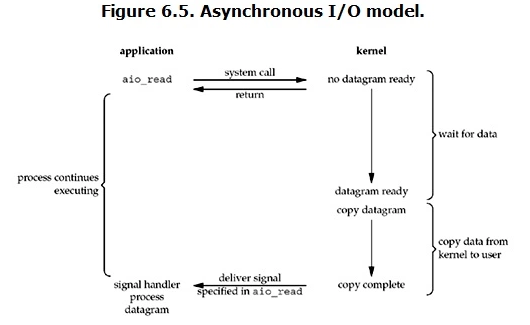 Figure 6.5. Asynchronous I/O model.
application
kernel
aio_read
system call
return
no datagram ready
wait for data
process continues
executing
datagram ready
copy datagram
copy data from
kernel to user
signal handler
process
datagram
deliver signal
specified in aio_read
copy complete